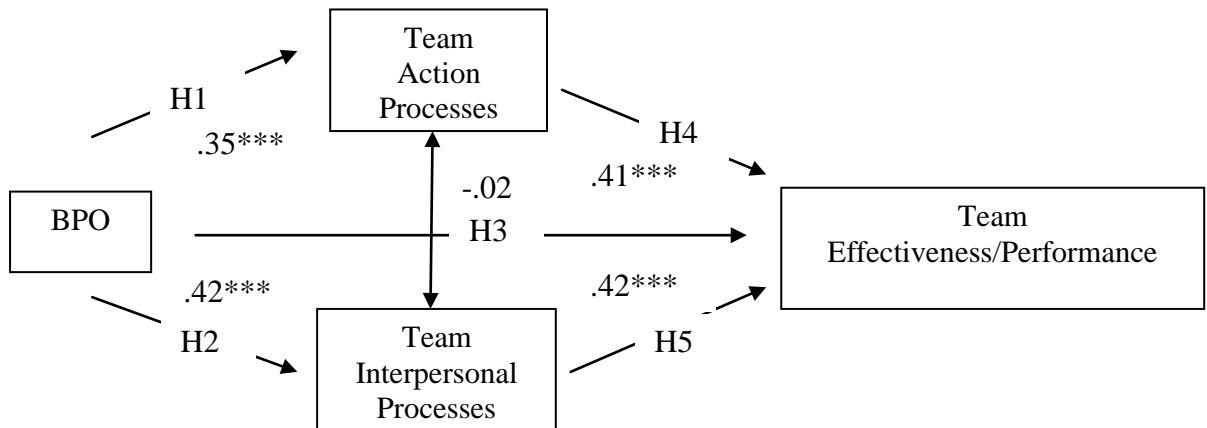 Team
Action
Processes
H1
.35***
H4
.41***
-.02
H3
BPO
Team
Effectiveness/Performance
.42***
H2
.42***
H5
Team
Interpersonal
Processes